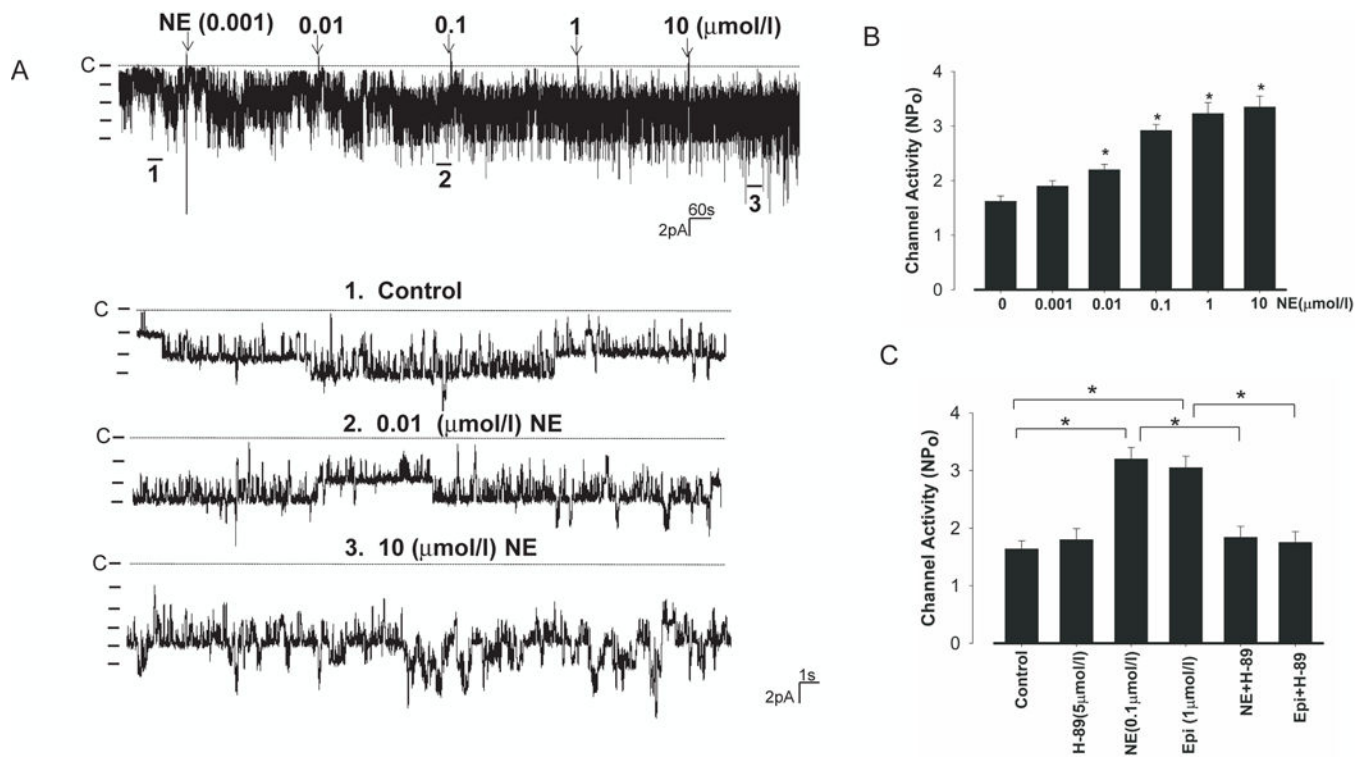 A
NE (0.001) 0.01 0.1 1 10 (μmol/l)
C
1
2
3
60s
2pA
1. Control
C
2. 0.01 (μmol/l) NE
C
3. 10 (μmol/l) NE
C
1s
2pA
B
Channel Activity (NPo)
4
3
2
1
0
* * * *
0 0.001 0.01 0.1 1 10 NE(μmol/l)
C
Channel Activity (NPo)
4
3
2
1
0
*
*
* *
Control
H-89(5μmol/l)
NE(0.1μmol/l)
Epi (1μmol/l)
NE+H-89
Epi+H-89